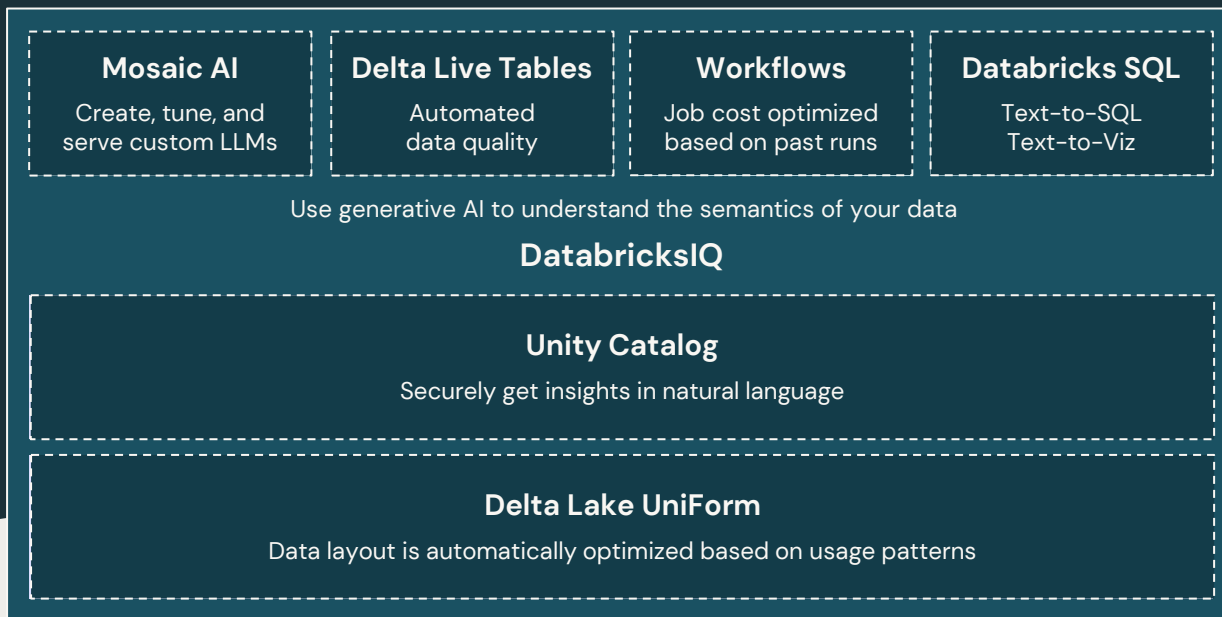 Mosaic AI
Create, tune, and
serve custom LLMs
Delta Live Tables
Automated
data quality
Workflows
Job cost optimized
based on past runs
Databricks SQL
Text-to-SQL
Text-to-Viz
Use generative AI to understand the semantics of your data
DatabricksIQ
Unity Catalog
Securely get insights in natural language
Delta Lake UniForm
Data layout is automatically optimized based on usage patterns